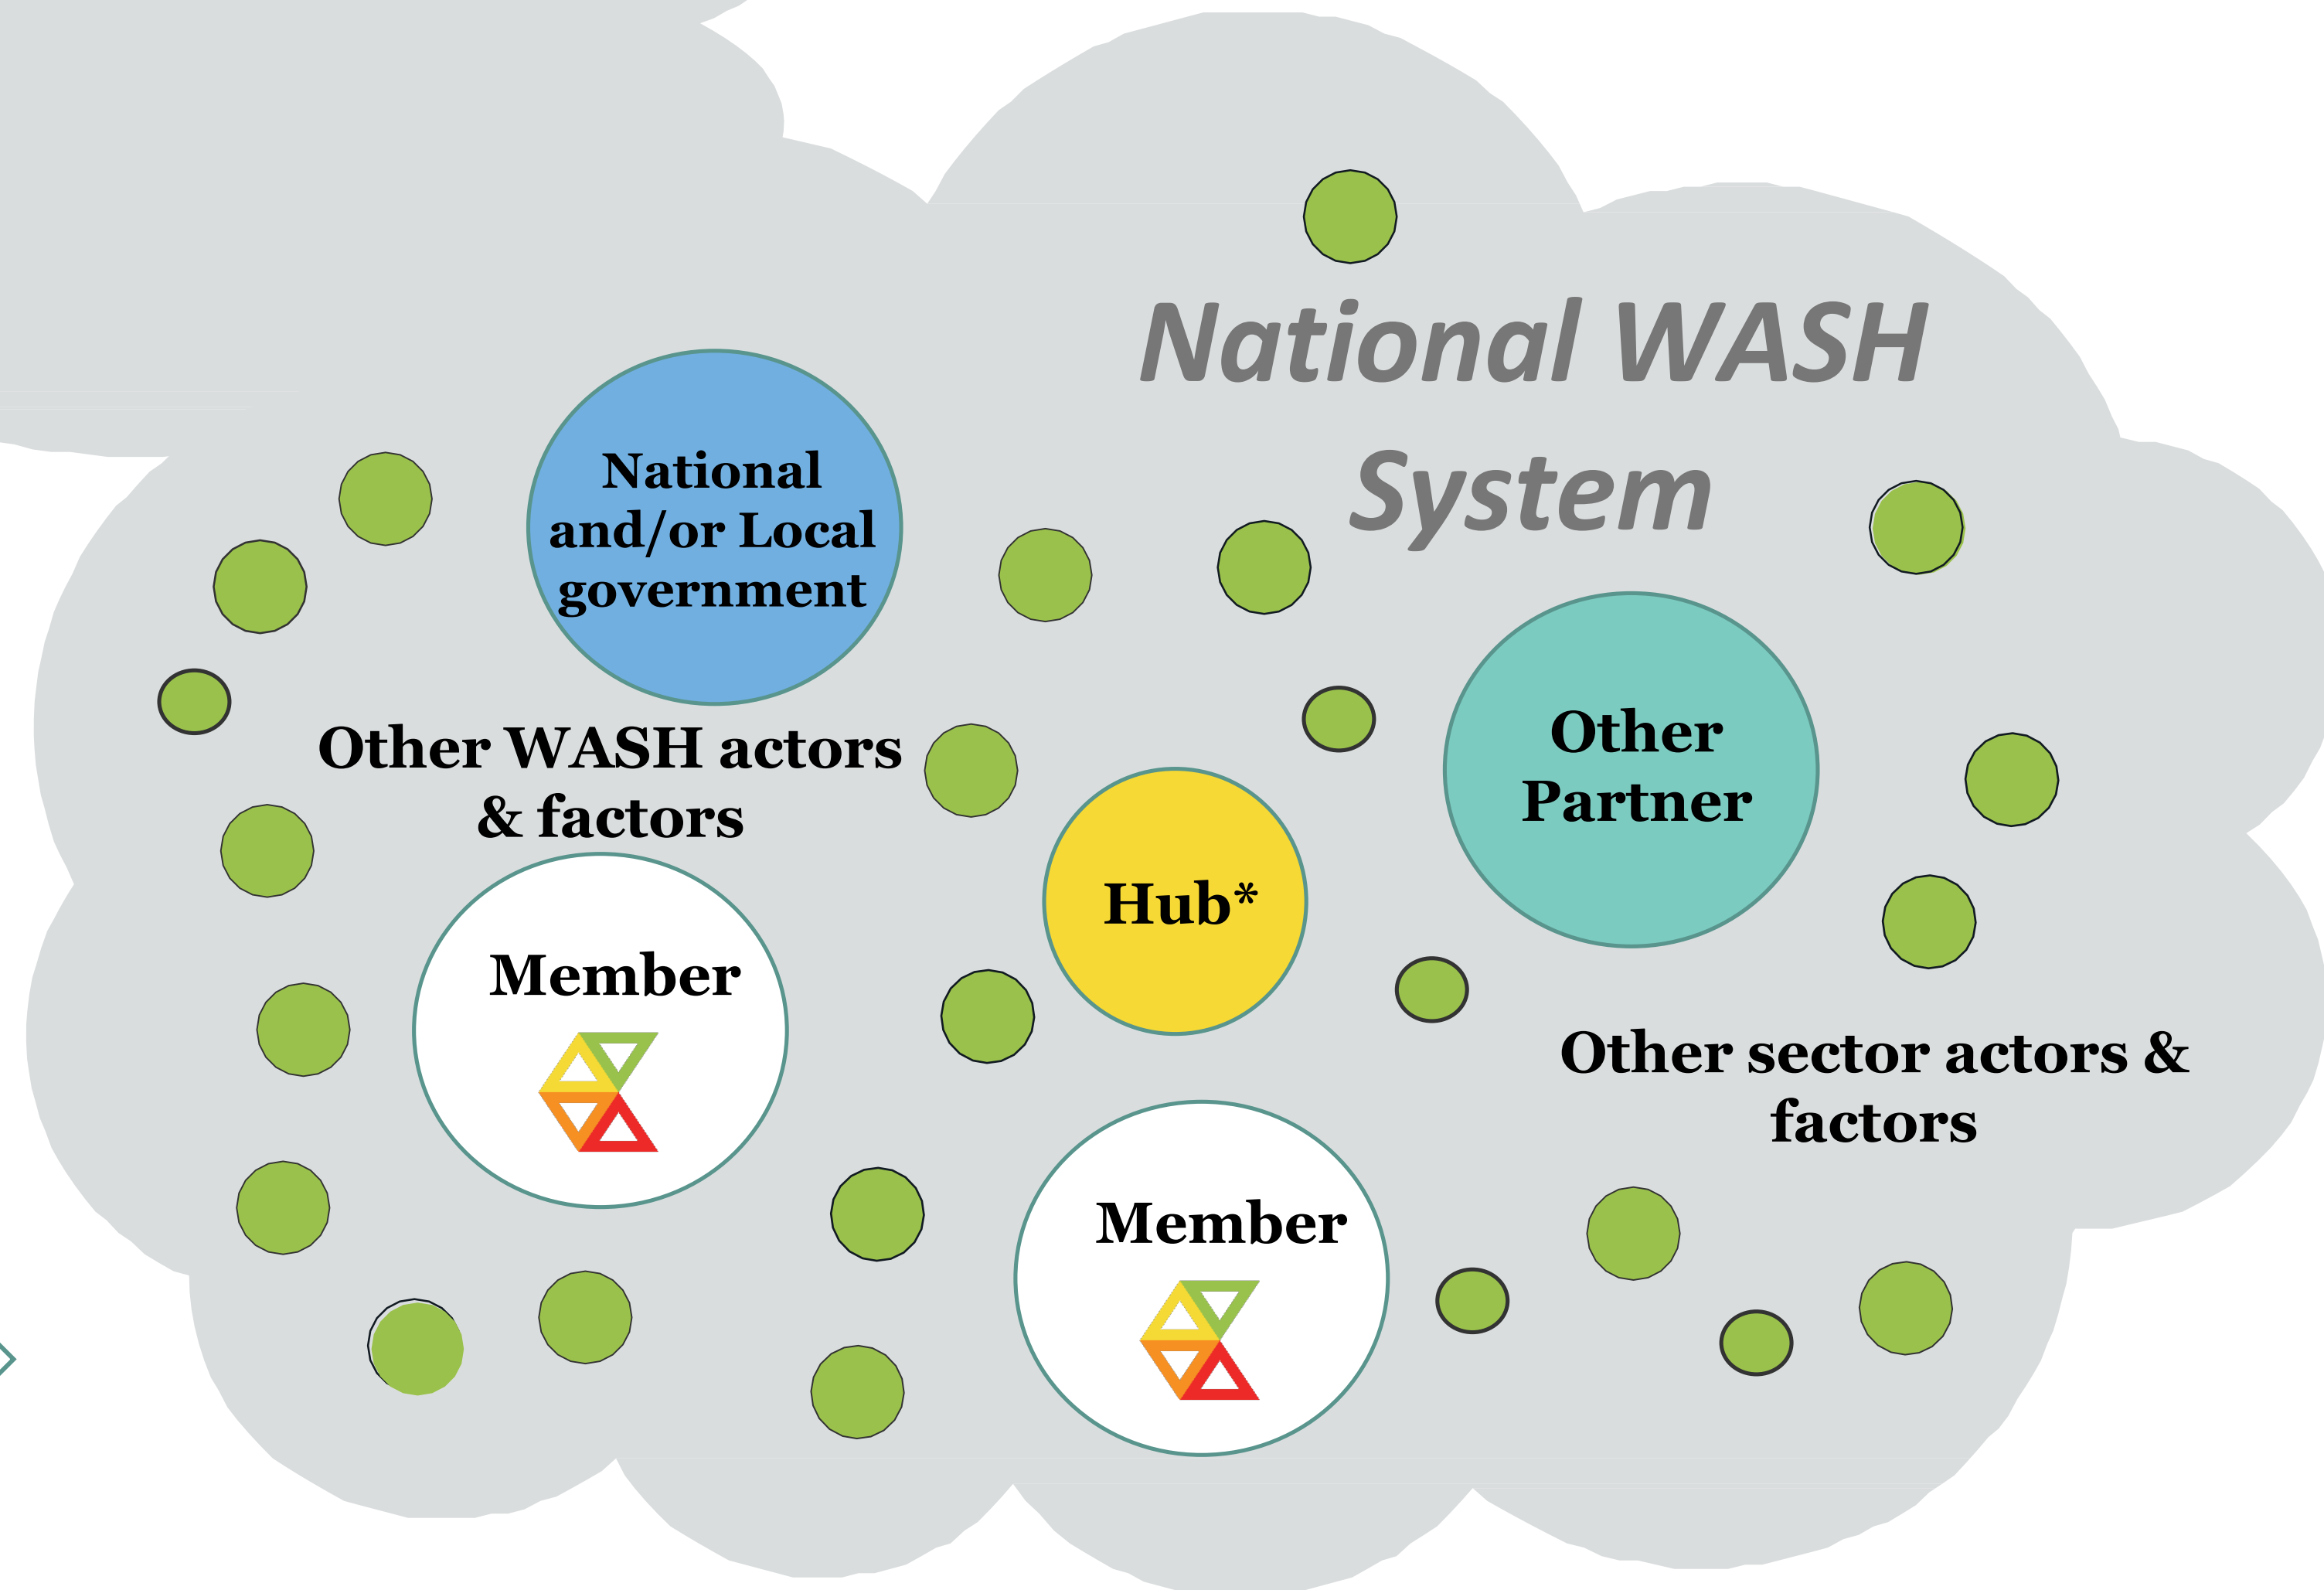 National WASH
System
National
and/or Local
government
Other WASH actors
& factors
Other
Partner
Hub*
Member
Other sector actors &
factors
Member